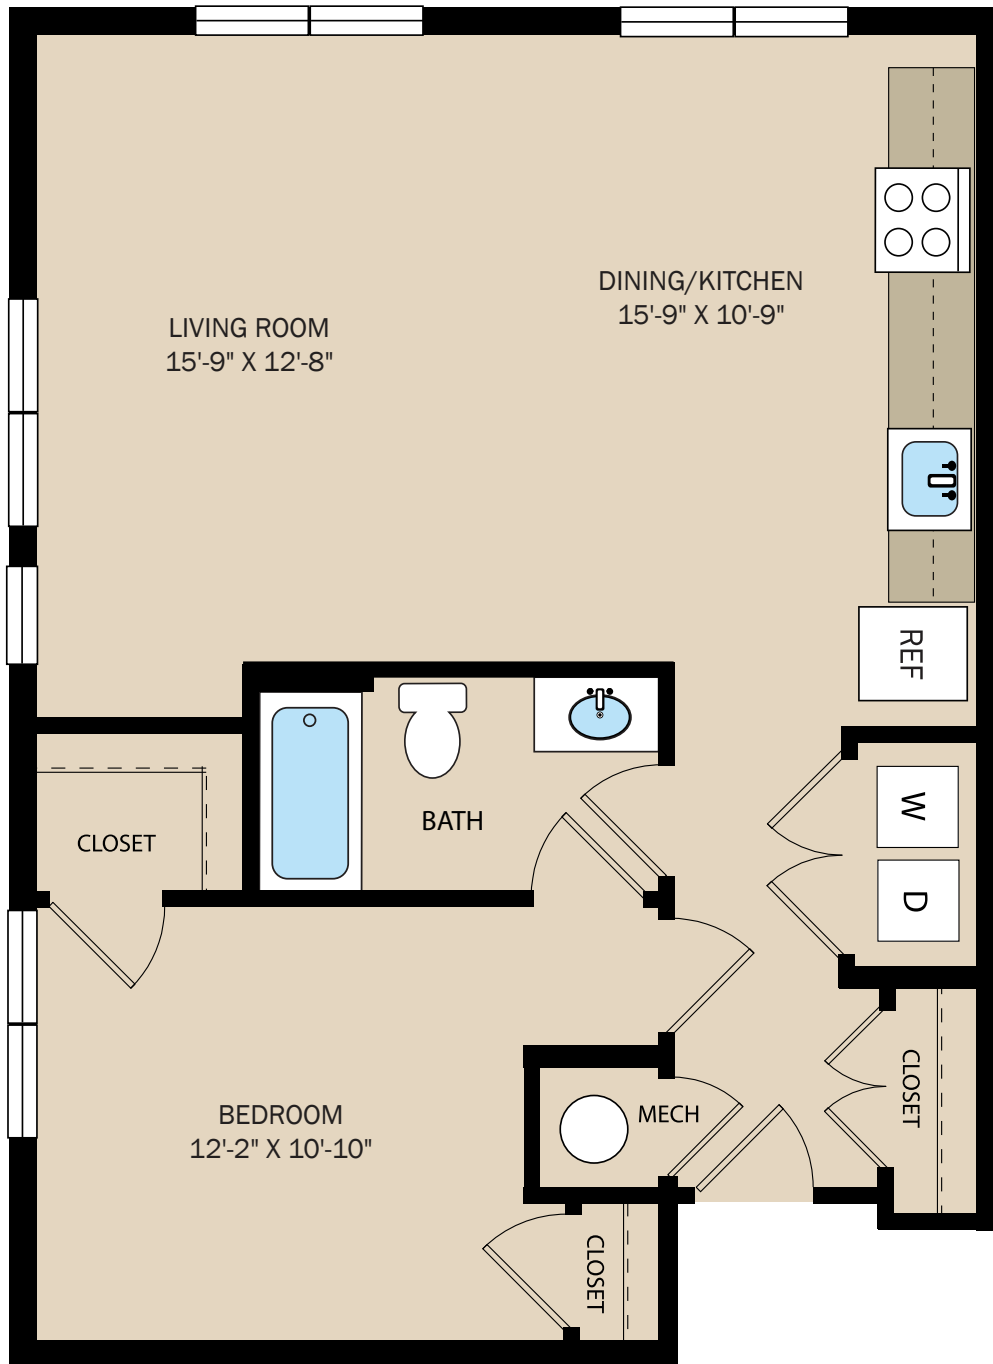 DINING/KITCHEN
15'-9" X 10'-9"
LIVING ROOM
15'-9" X 12'-8"
REF
W
BATH
CLOSET
D
CLOSET
BEDROOM
12'-2" X 10'-10"
MECH
CLOSET